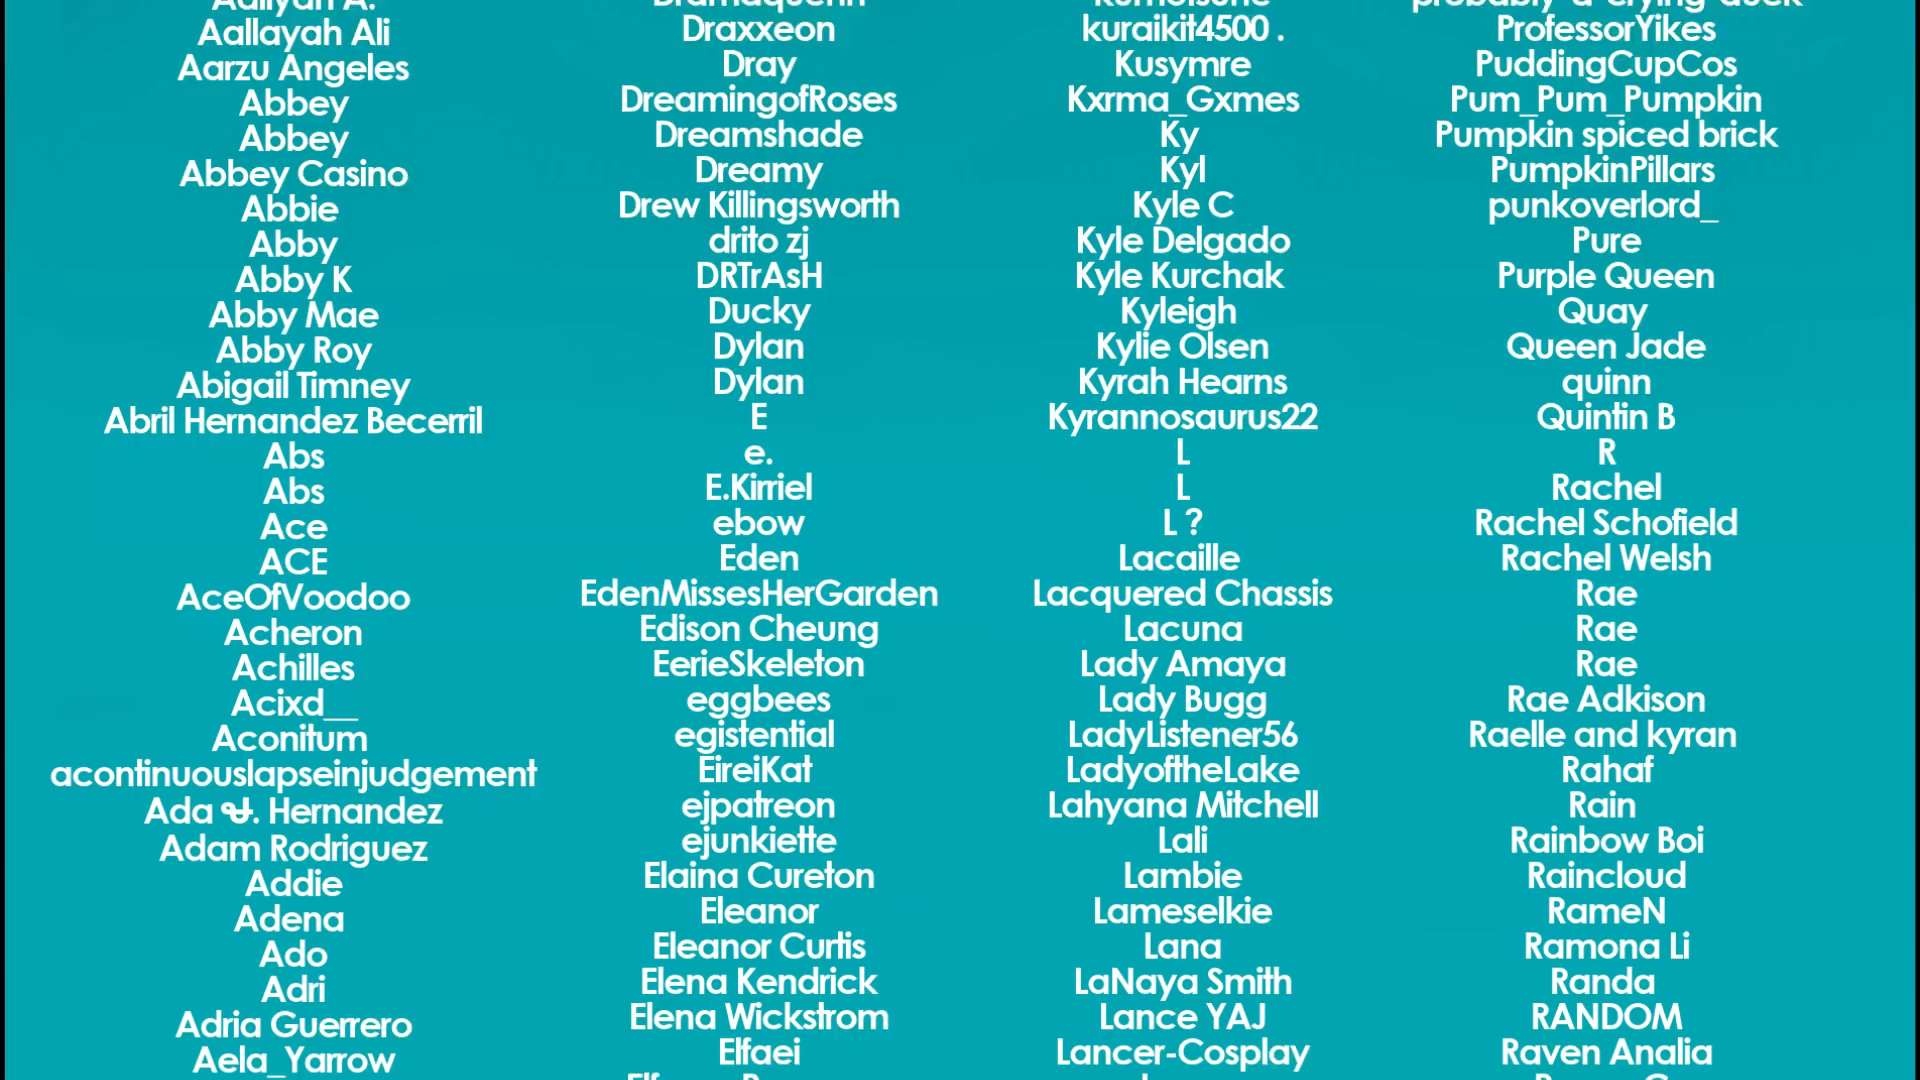 Aaliyah A.
Aallayah Ali
Aarzu Angeles
Abbey
Abbey
Abbey Casino
Abbie
Abby
Abby K
Abby Mae
Abby Roy
Abigail Timney
Abril Hernandez Becerril
Abs
Abs
Ace
ACE
AceOfVoodoo
Acheron
Achilles
Acixd__
Aconitum
acontinuouslapseinjudgement
Ada . Hernandez
Adam Rodriguez
Addie
Adena
Ado
Adri
Adria Guerrero
Aela_Yarrow
Draxxeon
Dray
DreamingofRoses
Dreamshade
Dreamy
Drew Killingsworth
drito zj
DRTrAsH
Ducky
Dylan
Dylan
E
e.
E.Kirriel
ebow
Eden
EdenMissesHerGarden
Edison Cheung
EerieSkeleton
eggbees
egistential
EireiKat
ejpatreon
ejunkiette
Elaina Cureton
Eleanor
Eleanor Curtis
Elena Kendrick
Elena Wickstrom
Elfaei
kuraikit4500 .
Kusymre
Kxrma_Gxmes
Ky
Kyl
Kyle C
Kyle Delgado
Kyle Kurchak
Kyleigh
Kylie Olsen
Kyrah Hearns
Kyrannosaurus22
L
L
L ?
Lacaille
Lacquered Chassis
Lacuna
Lady Amaya
Lady Bugg
LadyListener56
LadyoftheLake
Lahyana Mitchell
Lali
Lambie
Lameselkie
Lana
LaNaya Smith
Lance YAJ
Lancer-Cosplay
ProfessorYikes
PuddingCupCos
Pum_Pum_Pumpkin
Pumpkin spiced brick
PumpkinPillars
punkoverlord_
Pure
Purple Queen
Quay
Queen Jade
quinn
Quintin B
R
Rachel
Rachel Schofield
Rachel Welsh
Rae
Rae
Rae
Rae Adkison
Raelle and kyran
Rahaf
Rain
Rainbow Boi
Raincloud
RameN
Ramona Li
Randa
RANDOM
Raven Analia